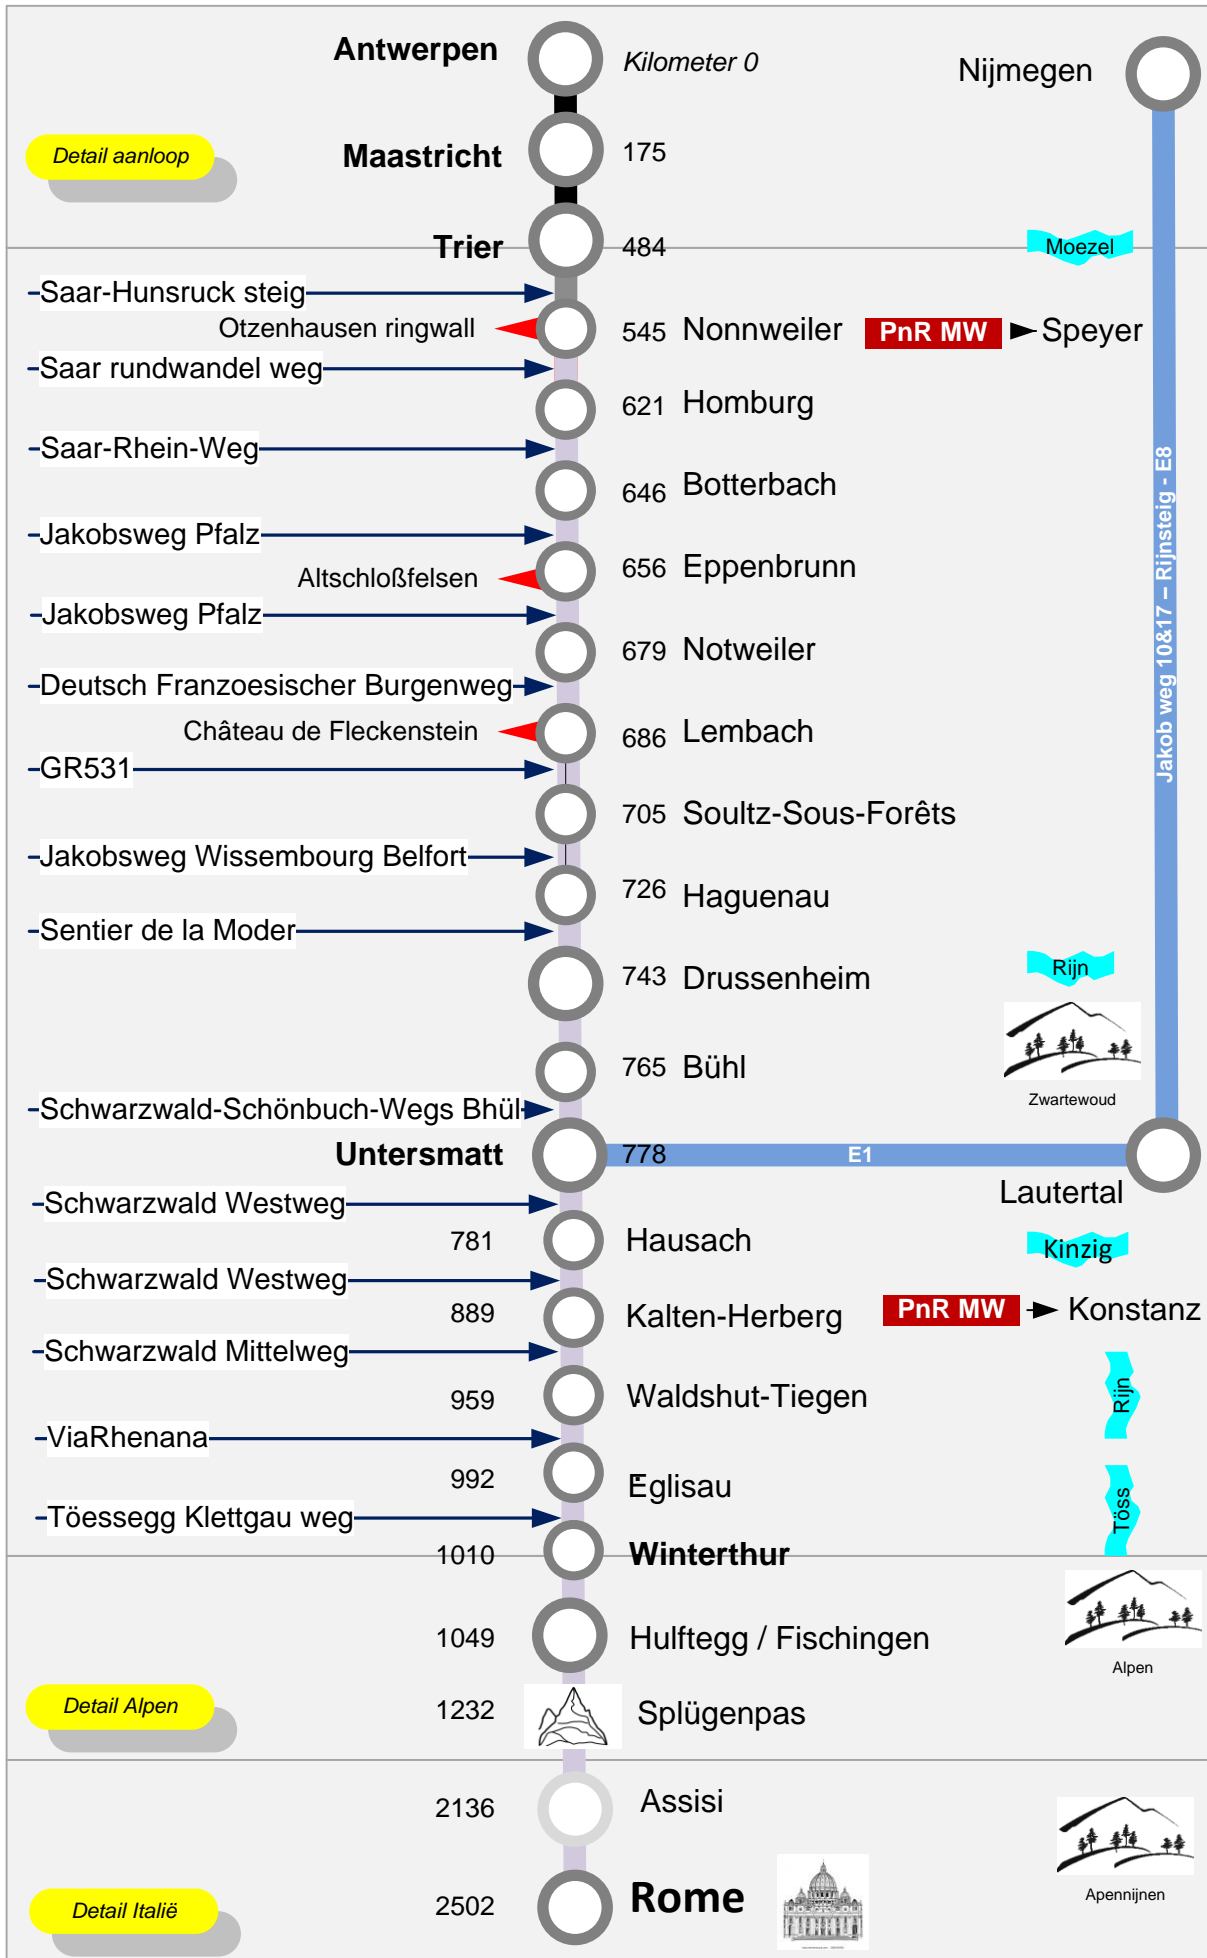 Antwerpen
Kilometer 0
Nijmegen
Detail aanloop
Maastricht
175
Trier
484
Moezel
Saar-Hunsruck steig
Otzenhausen ringwall
545 Nonnweiler
PnR MW
Speyer
Saar rundwandel weg
621 Homburg
Saar-Rhein-Weg
646 Botterbach
Jakobsweg Pfalz
Altschloßfelsen
656 Eppenbrunn
Jakobsweg Pfalz
679 Notweiler
Deutsch Franzoesischer Burgenweg
Château de Fleckenstein
686 Lembach
GR531
705 Soultz-Sous-Forêts
Jakobsweg Wissembourg Belfort
726 Haguenau
Sentier de la Moder
743 Drussenheim
Rijn
Zwartewoud
765 Bühl
Jakob weg 10&17 – Rijnsteig - E8
Schwarzwald-Schönbuch-Wegs Bhül
Untersmatt
778
E1
Lautertal
Schwarzwald Westweg
781
Hausach
Kinzig
Schwarzwald Westweg
889
Kalten-Herberg
PnR MW
Konstanz
Schwarzwald Mittelweg
959
Waldshut-Tiegen
Rijn
ViaRhenana
992
Eglisau
Töss
Töessegg Klettgau weg
1010
Winterthur
1049
Hulftegg / Fischingen
Alpen
Detail Alpen
1232
Splügenpas
2136
Assisi
Apennijnen
Detail Italië
2502
Rome